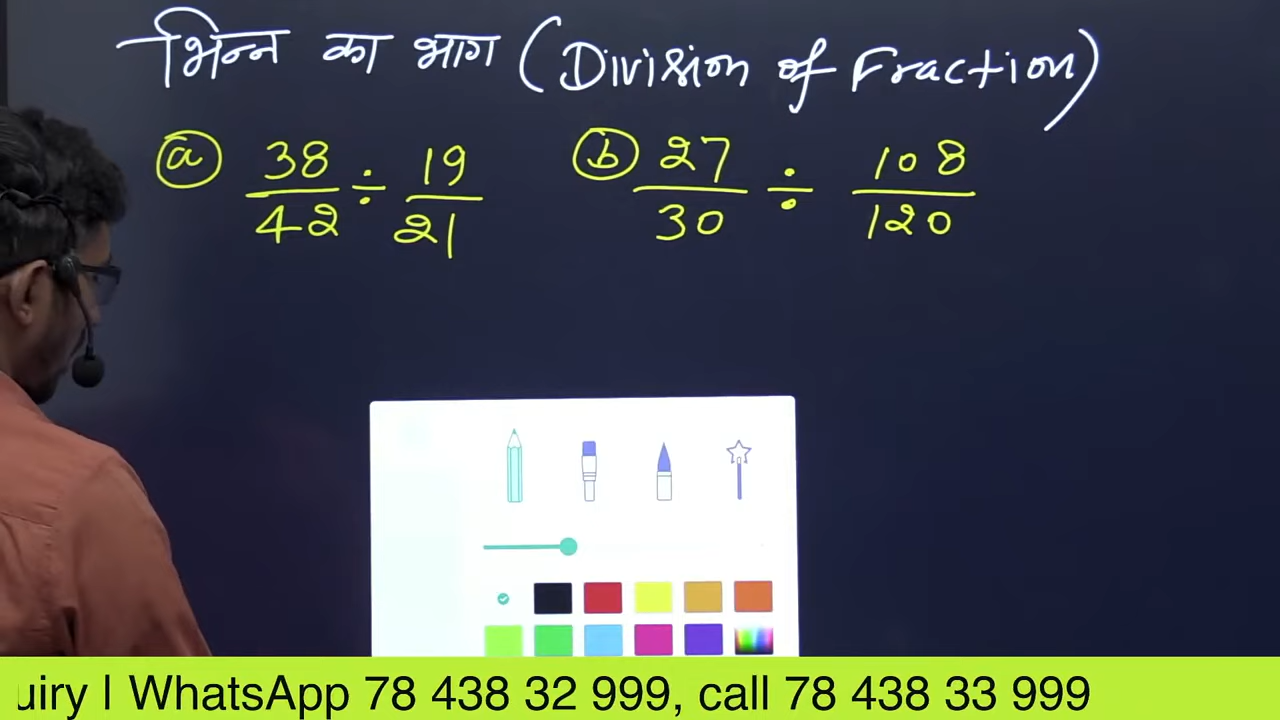 भिन्न का भाग (Division of Fraction)
(a) 38/42 ÷ 19/21 (b) 27/30 ÷ 108/120
uiry | WhatsApp 78 438 32 999, call 78 438 33 999